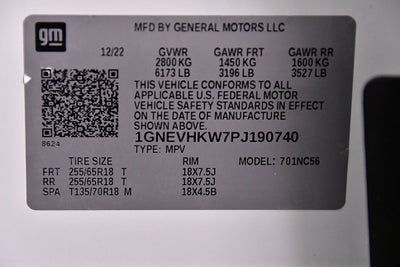 gm
MFD BY GENERAL MOTORS LLC
12/22 GVWR GAWR FRT GAWR RR
2800 KG 1450 KG 1600 KG
6173 LB 3196 LB 3527 LB
THIS VEHICLE CONFORMS TO ALL
APPLICABLE U.S. FEDERAL MOTOR
VEHICLE SAFETY STANDARDS IN EFFECT
ON THE DATE OF MANUFACTURE
SHOWN ABOVE.
1GNEVHKW7PJ190740
8624
TYPE: MPV
TIRE SIZE RIM MODEL: 701NC56
FRT 255/65R18 T 18X7.5J
RR 255/65R18 T 18X7.5J
SPA T135/70R18 M 18X4.5B